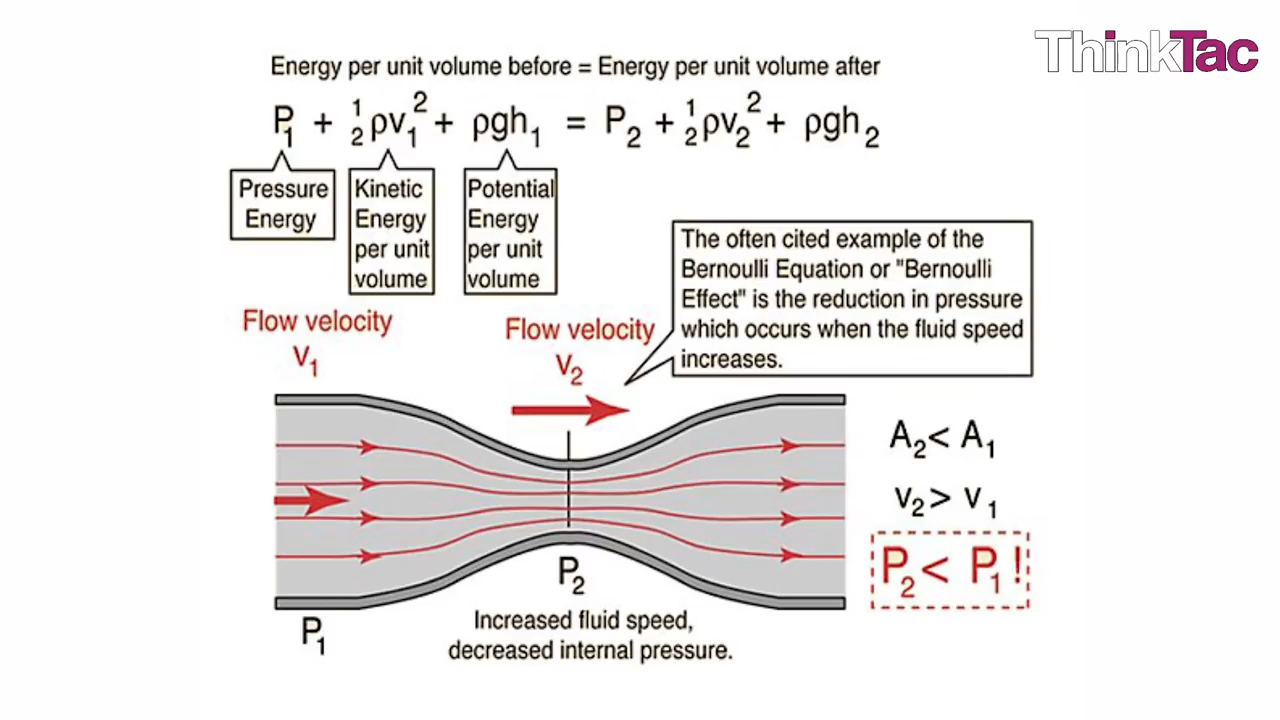 ThinkTac
Energy per unit volume before = Energy per unit volume after
P₁ + ½ρv₁² + ρgh₁ = P₂ + ½ρv₂² + ρgh₂
Pressure
Energy
Kinetic
Energy
per unit
volume
Potential
Energy
per unit
volume
The often cited example of the
Bernoulli Equation or "Bernoulli
Effect" is the reduction in pressure
which occurs when the fluid speed
increases.
Flow velocity
v₁
Flow velocity
v₂
A₂ < A₁
v₂ > v₁
P₂ < P₁ !
P₁
P₂
Increased fluid speed,
decreased internal pressure.